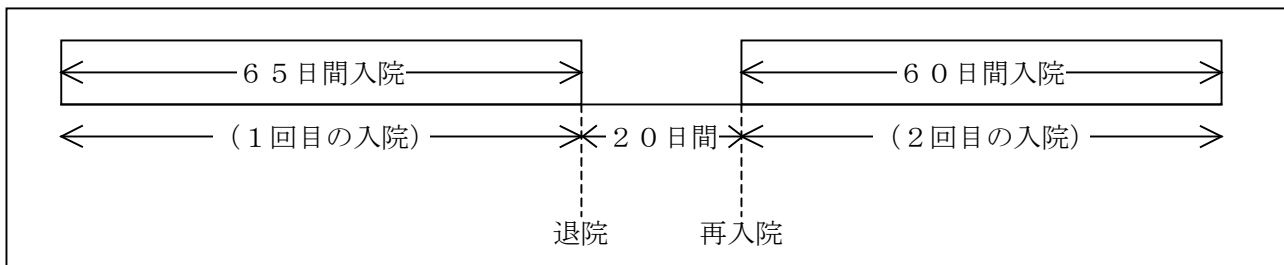 ６５日間入院 ６０日間入院
（１回目の入院） ２０日間 （２回目の入院）
退院 再入院